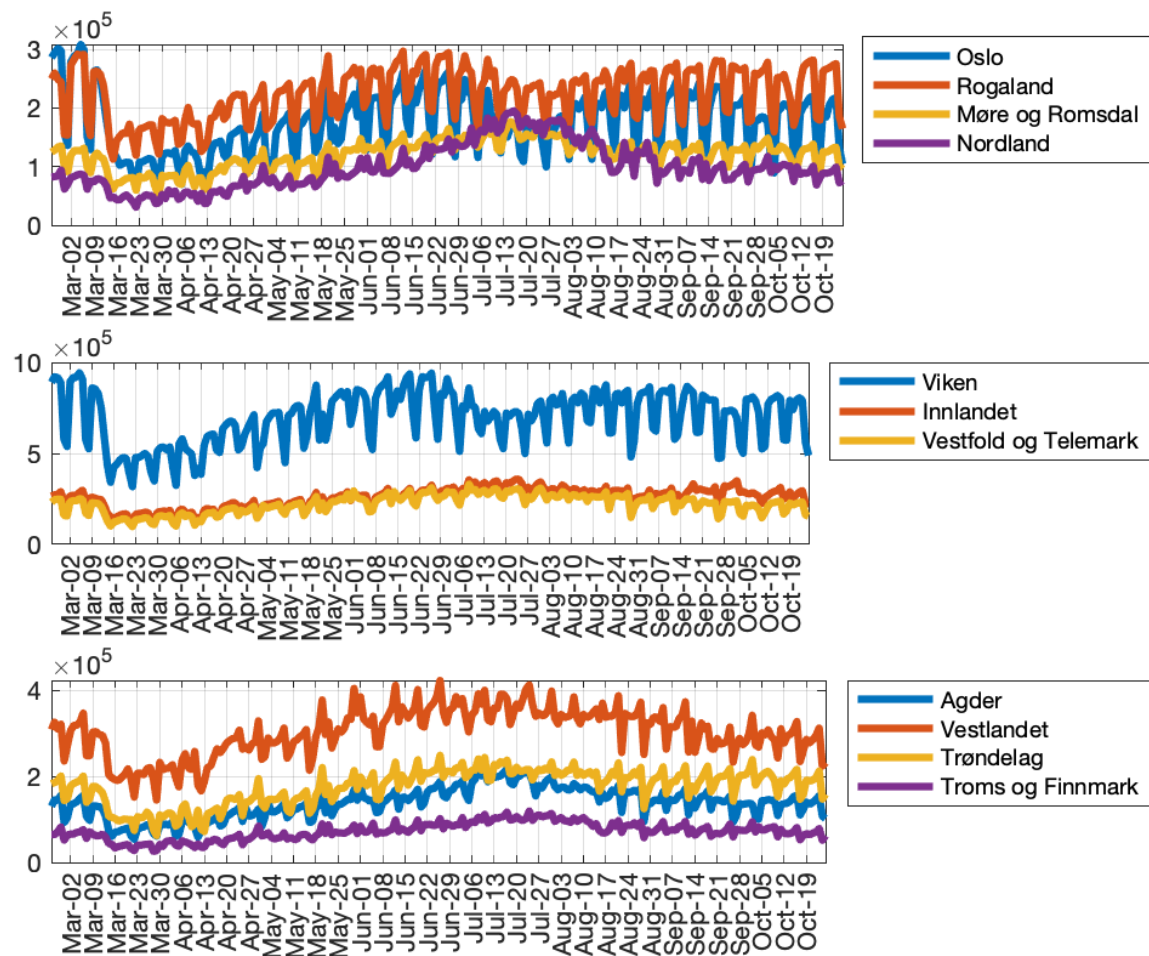 ×10⁵
3
2
1
0
Mar-02
Mar-09
Mar-16
Mar-23
Mar-30
Apr-06
Apr-13
Apr-20
Apr-27
May-04
May-11
May-18
May-25
Jun-01
Jun-08
Jun-15
Jun-22
Jun-29
Jul-06
Jul-13
Jul-20
Jul-27
Aug-03
Aug-10
Aug-17
Aug-24
Aug-31
Sep-07
Sep-14
Sep-21
Sep-28
Oct-05
Oct-12
Oct-19
Oslo
Rogaland
Møre og Romsdal
Nordland
×10⁵
10
5
0
Mar-02
Mar-09
Mar-16
Mar-23
Mar-30
Apr-06
Apr-13
Apr-20
Apr-27
May-04
May-11
May-18
May-25
Jun-01
Jun-08
Jun-15
Jun-22
Jun-29
Jul-06
Jul-13
Jul-20
Jul-27
Aug-03
Aug-10
Aug-17
Aug-24
Aug-31
Sep-07
Sep-14
Sep-21
Sep-28
Oct-05
Oct-12
Oct-19
Viken
Innlandet
Vestfold og Telemark
×10⁵
4
2
0
Mar-02
Mar-09
Mar-16
Mar-23
Mar-30
Apr-06
Apr-13
Apr-20
Apr-27
May-04
May-11
May-18
May-25
Jun-01
Jun-08
Jun-15
Jun-22
Jun-29
Jul-06
Jul-13
Jul-20
Jul-27
Aug-03
Aug-10
Aug-17
Aug-24
Aug-31
Sep-07
Sep-14
Sep-21
Sep-28
Oct-05
Oct-12
Oct-19
Agder
Vestlandet
Trøndelag
Troms og Finnmark